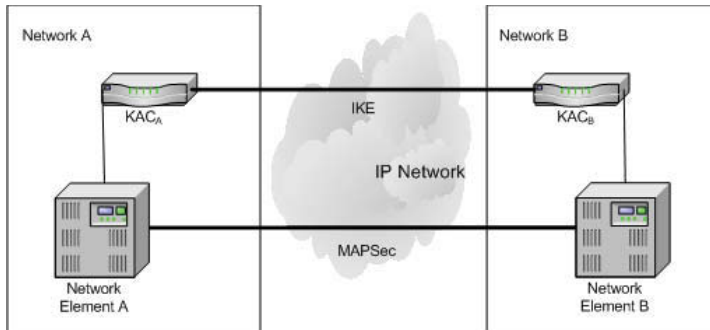 Network A
Network B
KACA
IKE
KACB
IP Network
MAPSec
Network
Element A
Network
Element B